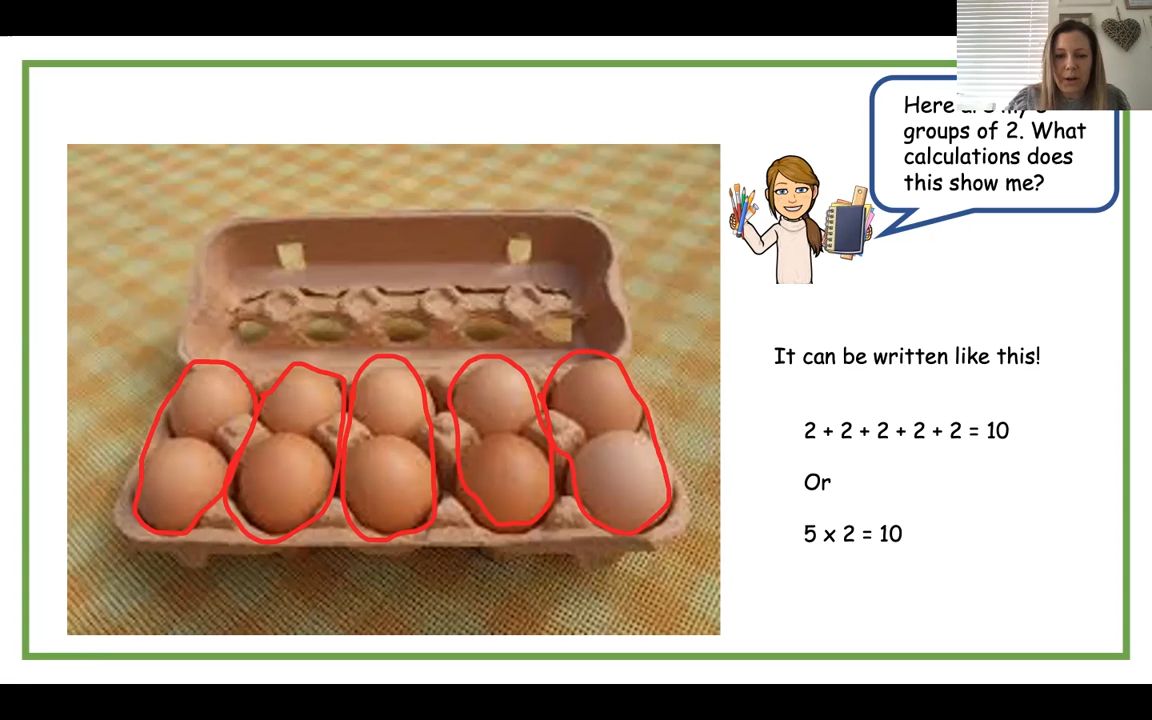 Here
groups of 2. What
calculations does
this show me?
It can be written like this!
2 + 2 + 2 + 2 + 2 = 10
Or
5 x 2 = 10